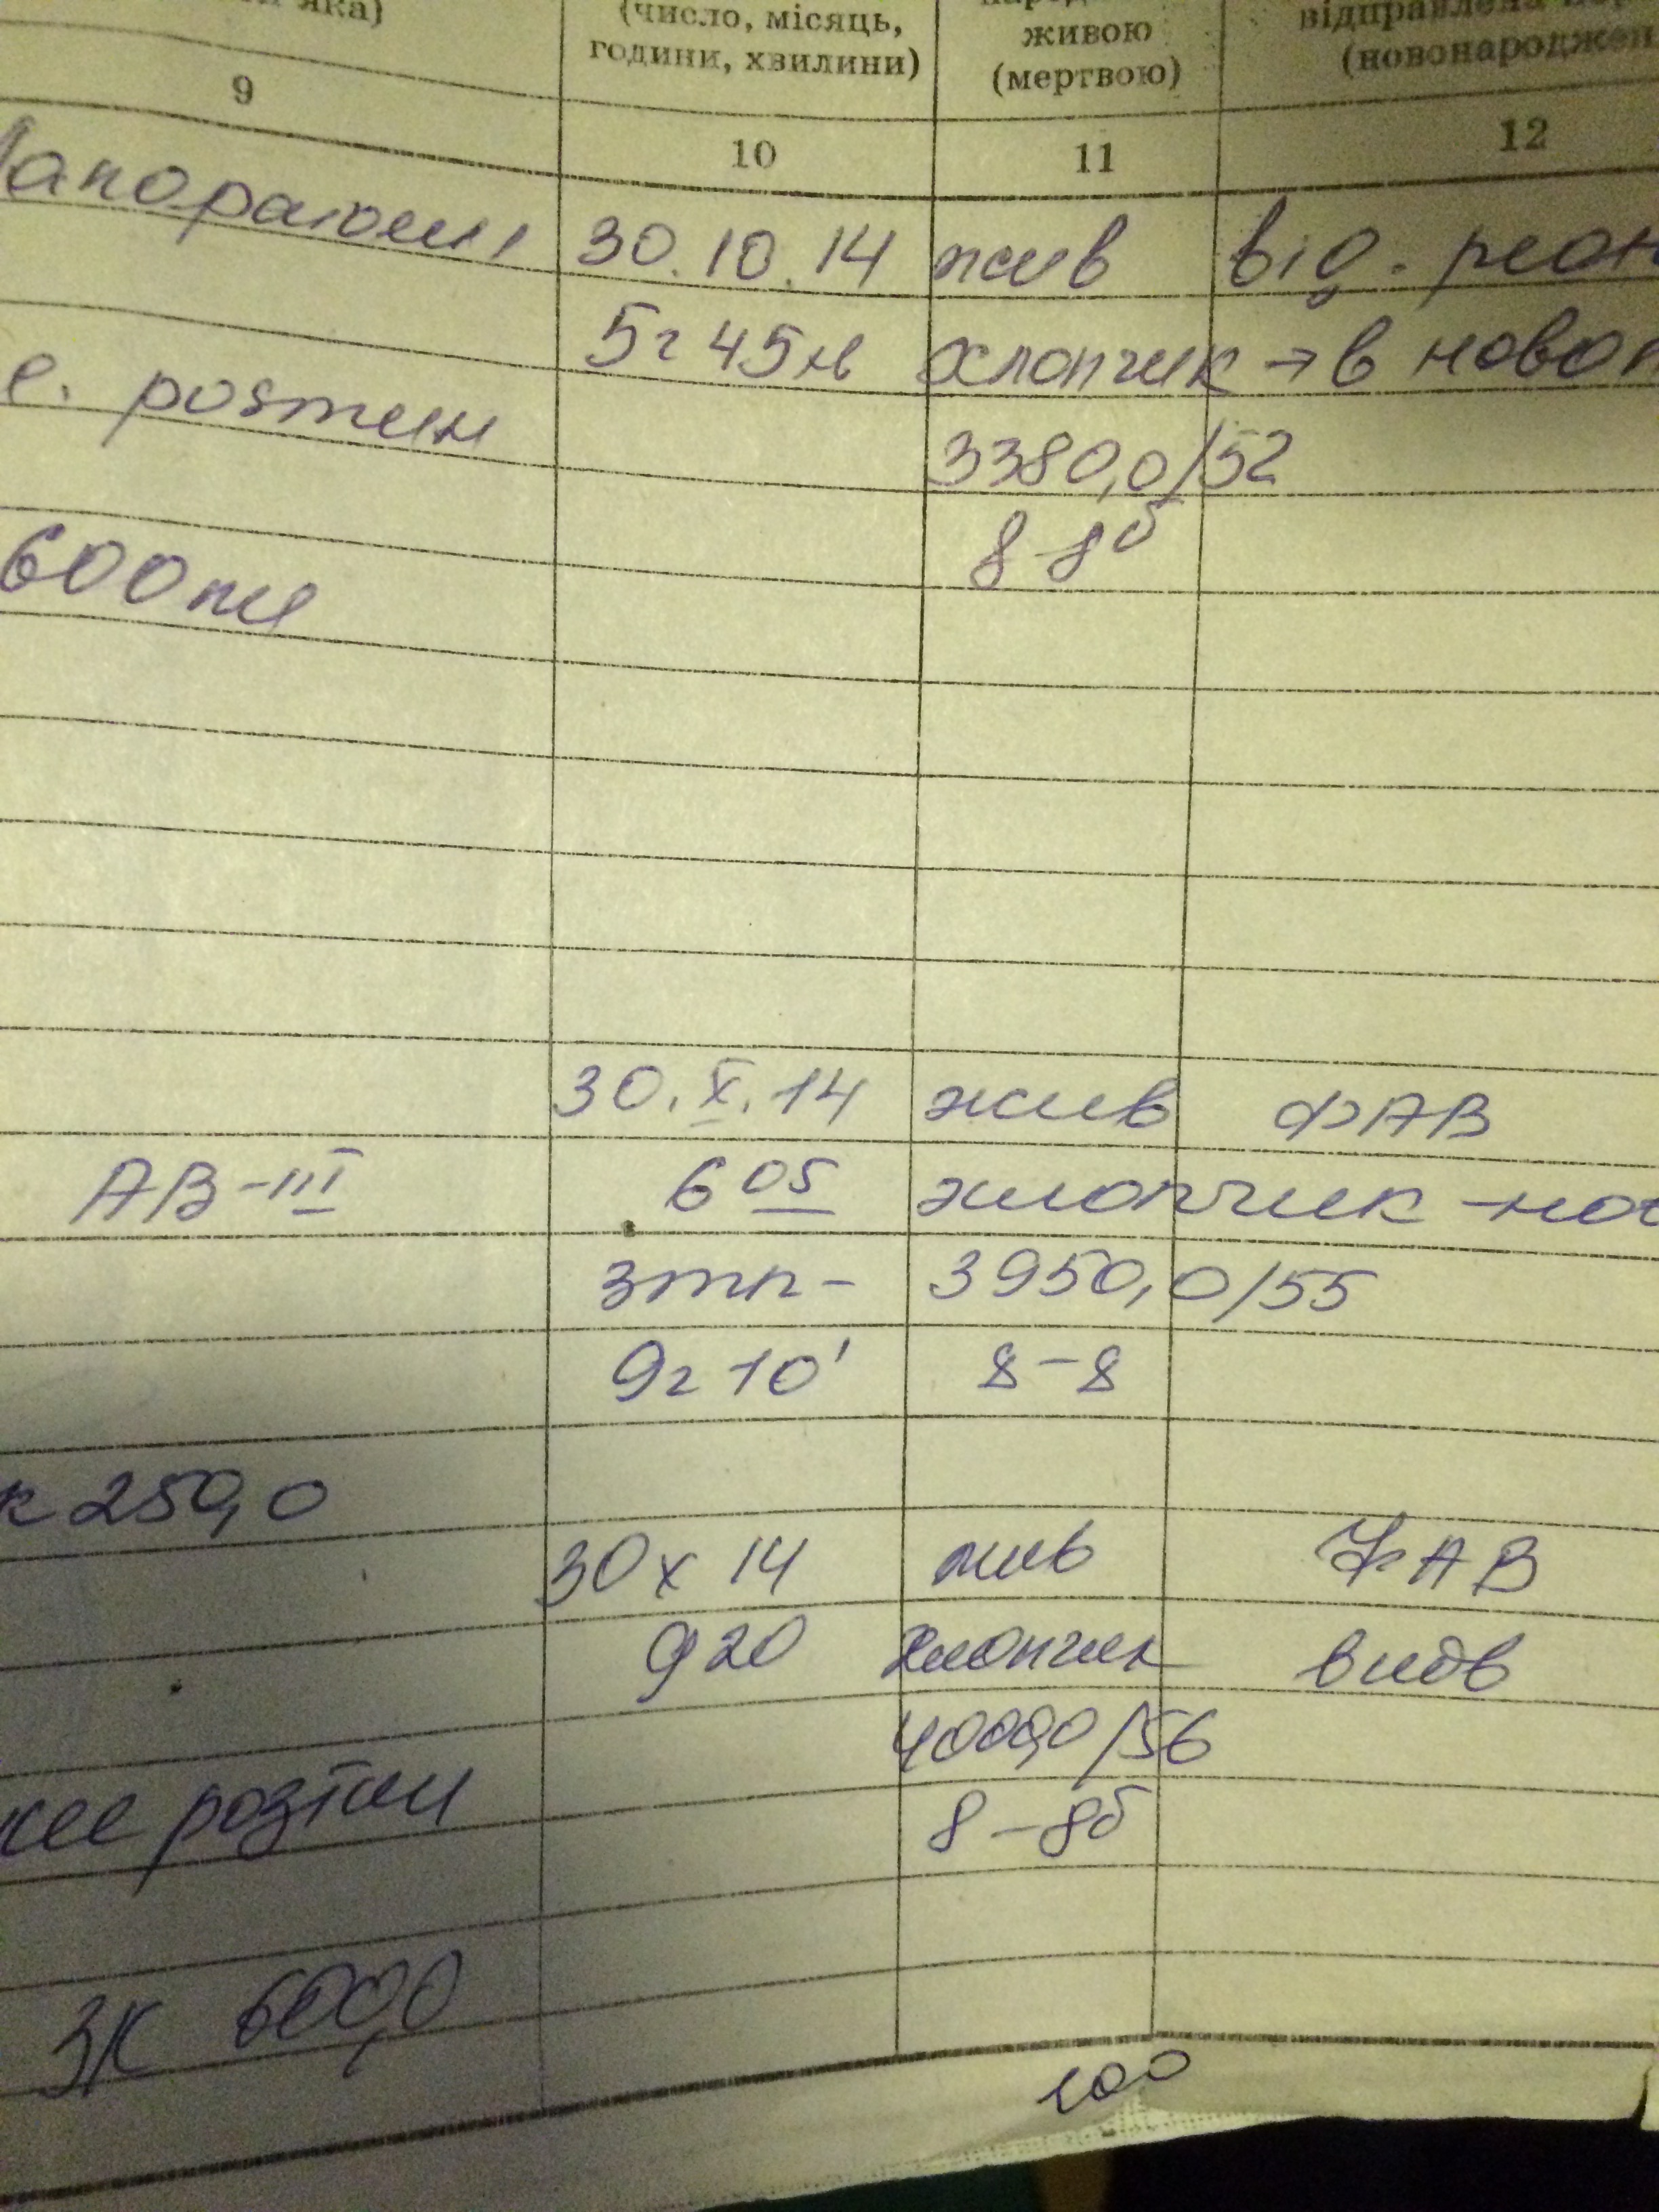 яка)
(число, місяць,
години, хвилини)
живою
(мертвою)
відправлена
(новонароджен
9
10
11
12
30.10.14 жив від. реан
5г 45м хлопчик → в новон
е. розтин
3380,0/52
8-8б
600мл
30.X.14 жив ФАВ
АВ-III 6 05 хлопчик -нов
зтп- 3950,0/55
9г 10' 8-8
к 250,0
30 х 14 жив ФАВ
9 20 хлопчик видв
4000,0/56
розтин
8-8б
ЗК 600,0
100